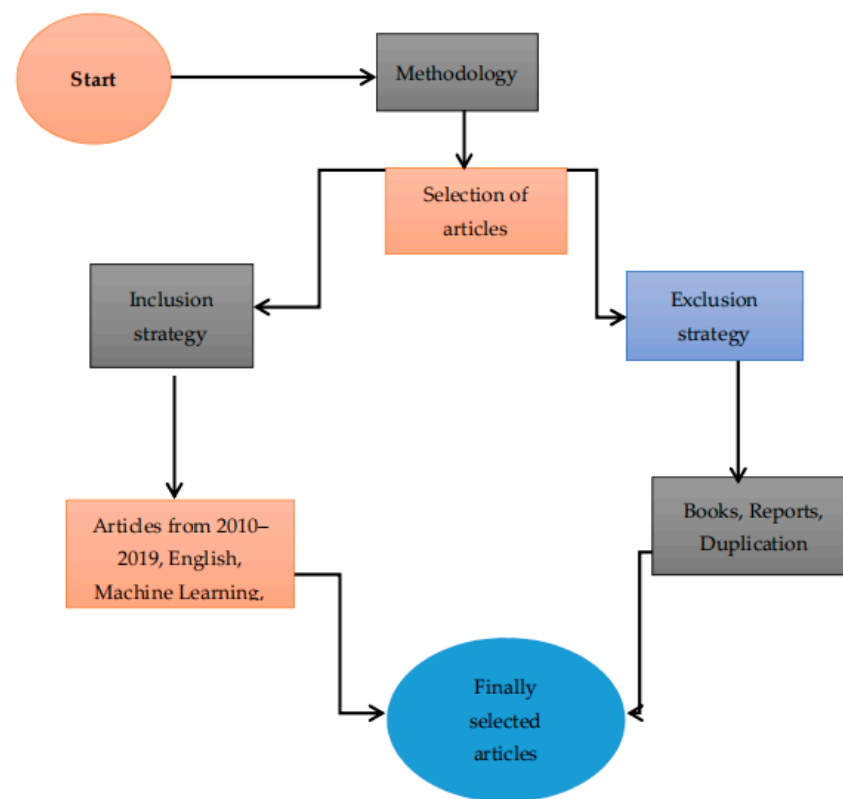 Start
Methodology
Selection of
articles
Inclusion
strategy
Exclusion
strategy
Articles from 2010–
2019, English,
Machine Learning,
Books, Reports,
Duplication
Finally
selected
articles